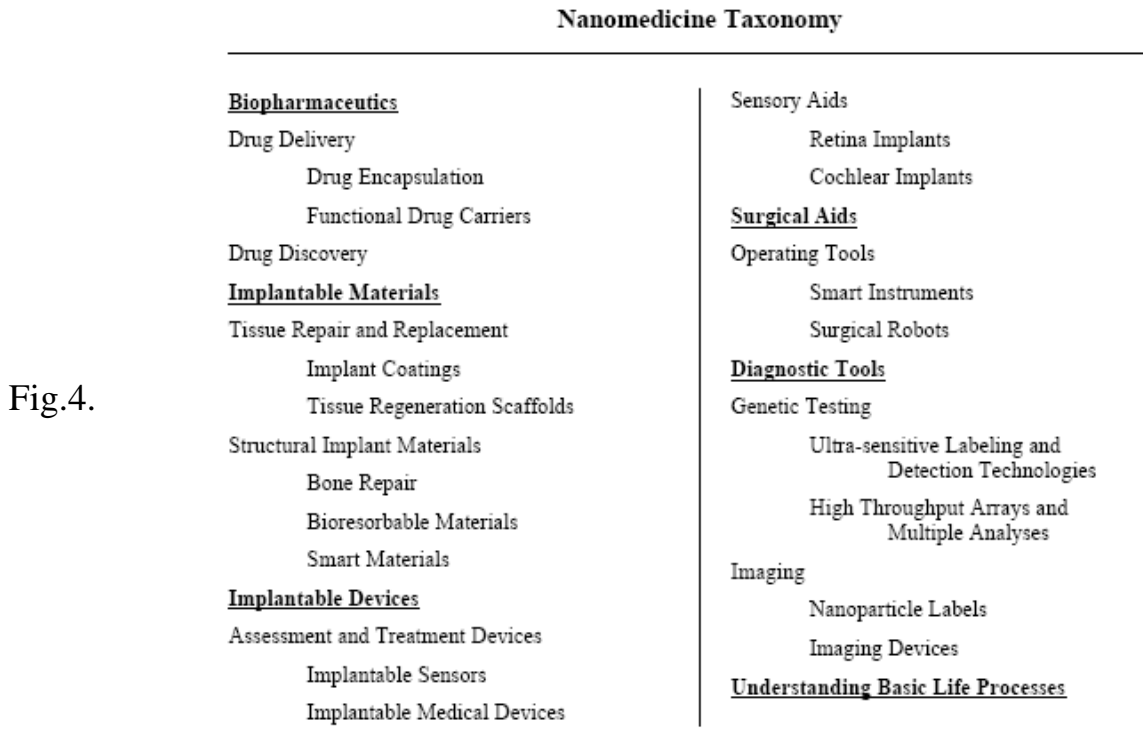 Nanomedicine Taxonomy
Biopharmaceutics
Drug Delivery
Drug Encapsulation
Functional Drug Carriers
Drug Discovery
Implantable Materials
Tissue Repair and Replacement
Implant Coatings
Tissue Regeneration Scaffolds
Structural Implant Materials
Bone Repair
Bioresorbable Materials
Smart Materials
Implantable Devices
Assessment and Treatment Devices
Implantable Sensors
Implantable Medical Devices
Sensory Aids
Retina Implants
Cochlear Implants
Surgical Aids
Operating Tools
Smart Instruments
Surgical Robots
Diagnostic Tools
Genetic Testing
Ultra-sensitive Labeling and
Detection Technologies
High Throughput Arrays and
Multiple Analyses
Imaging
Nanoparticle Labels
Imaging Devices
Understanding Basic Life Processes
Fig.4.